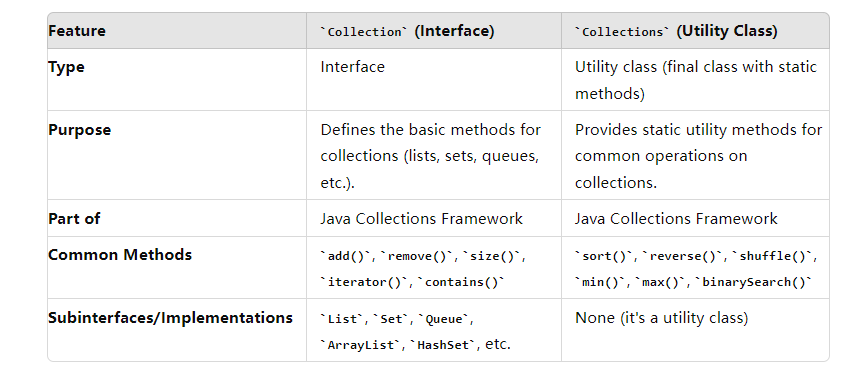 Feature `Collection` (Interface) `Collections` (Utility Class)
Type Interface Utility class (final class with static
methods)
Purpose Defines the basic methods for Provides static utility methods for
collections (lists, sets, queues, common operations on
etc.). collections.
Part of Java Collections Framework Java Collections Framework
Common Methods `add()`, `remove()`, `size()`, `sort()`, `reverse()`, `shuffle()`,
`iterator()`, `contains()` `min()`, `max()`, `binarySearch()`
Subinterfaces/Implementations `List`, `Set`, `Queue`, None (it's a utility class)
`ArrayList`, `HashSet`, etc.